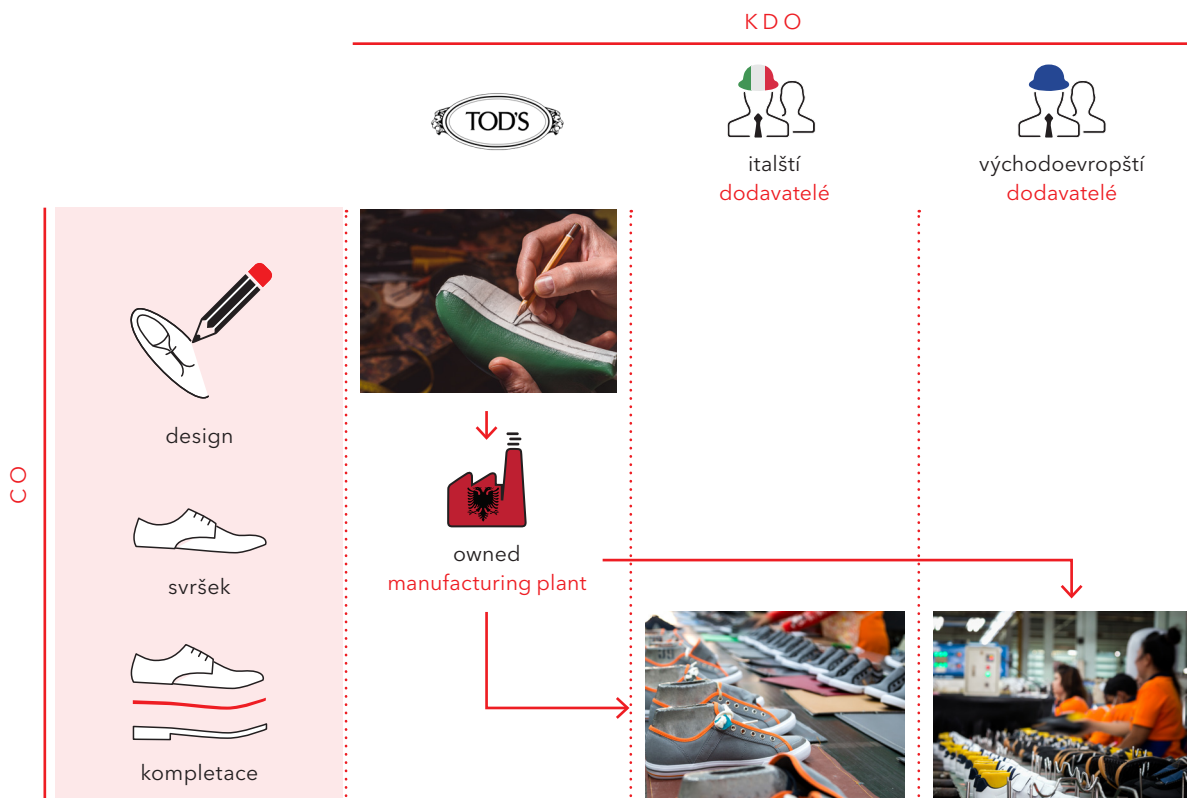 KDO
TOD'S
italští
dodavatelé
východoevropští
dodavatelé
CO
design
owned
manufacturing plant
svršek
kompletace